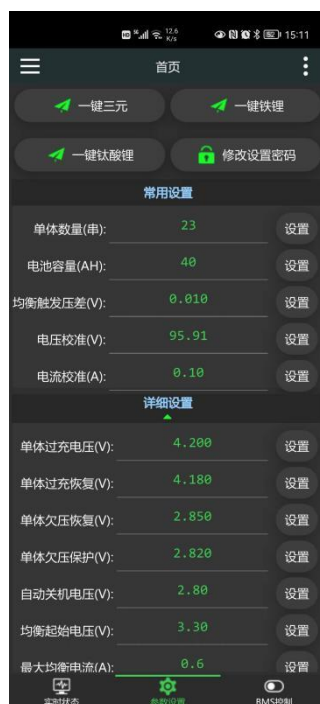 12.6 K/s 52 15:11
首页
一键三元 一键铁锂
一键钛酸锂 修改设置密码
常用设置
单体数量(串): 23 设置
电池容量(AH): 40 设置
均衡触发压差(V): 0.010 设置
电压校准(V): 95.91 设置
电流校准(A): 0.10 设置
详细设置
单体过充电压(V): 4.200 设置
单体过充恢复(V): 4.180 设置
单体欠压恢复(V): 2.850 设置
单体欠压保护(V): 2.820 设置
自动关机电压(V): 2.80 设置
均衡起始电压(V): 3.30 设置
最大均衡电流(A): 0.6 设置
实时状态 参数设置 BMS控制